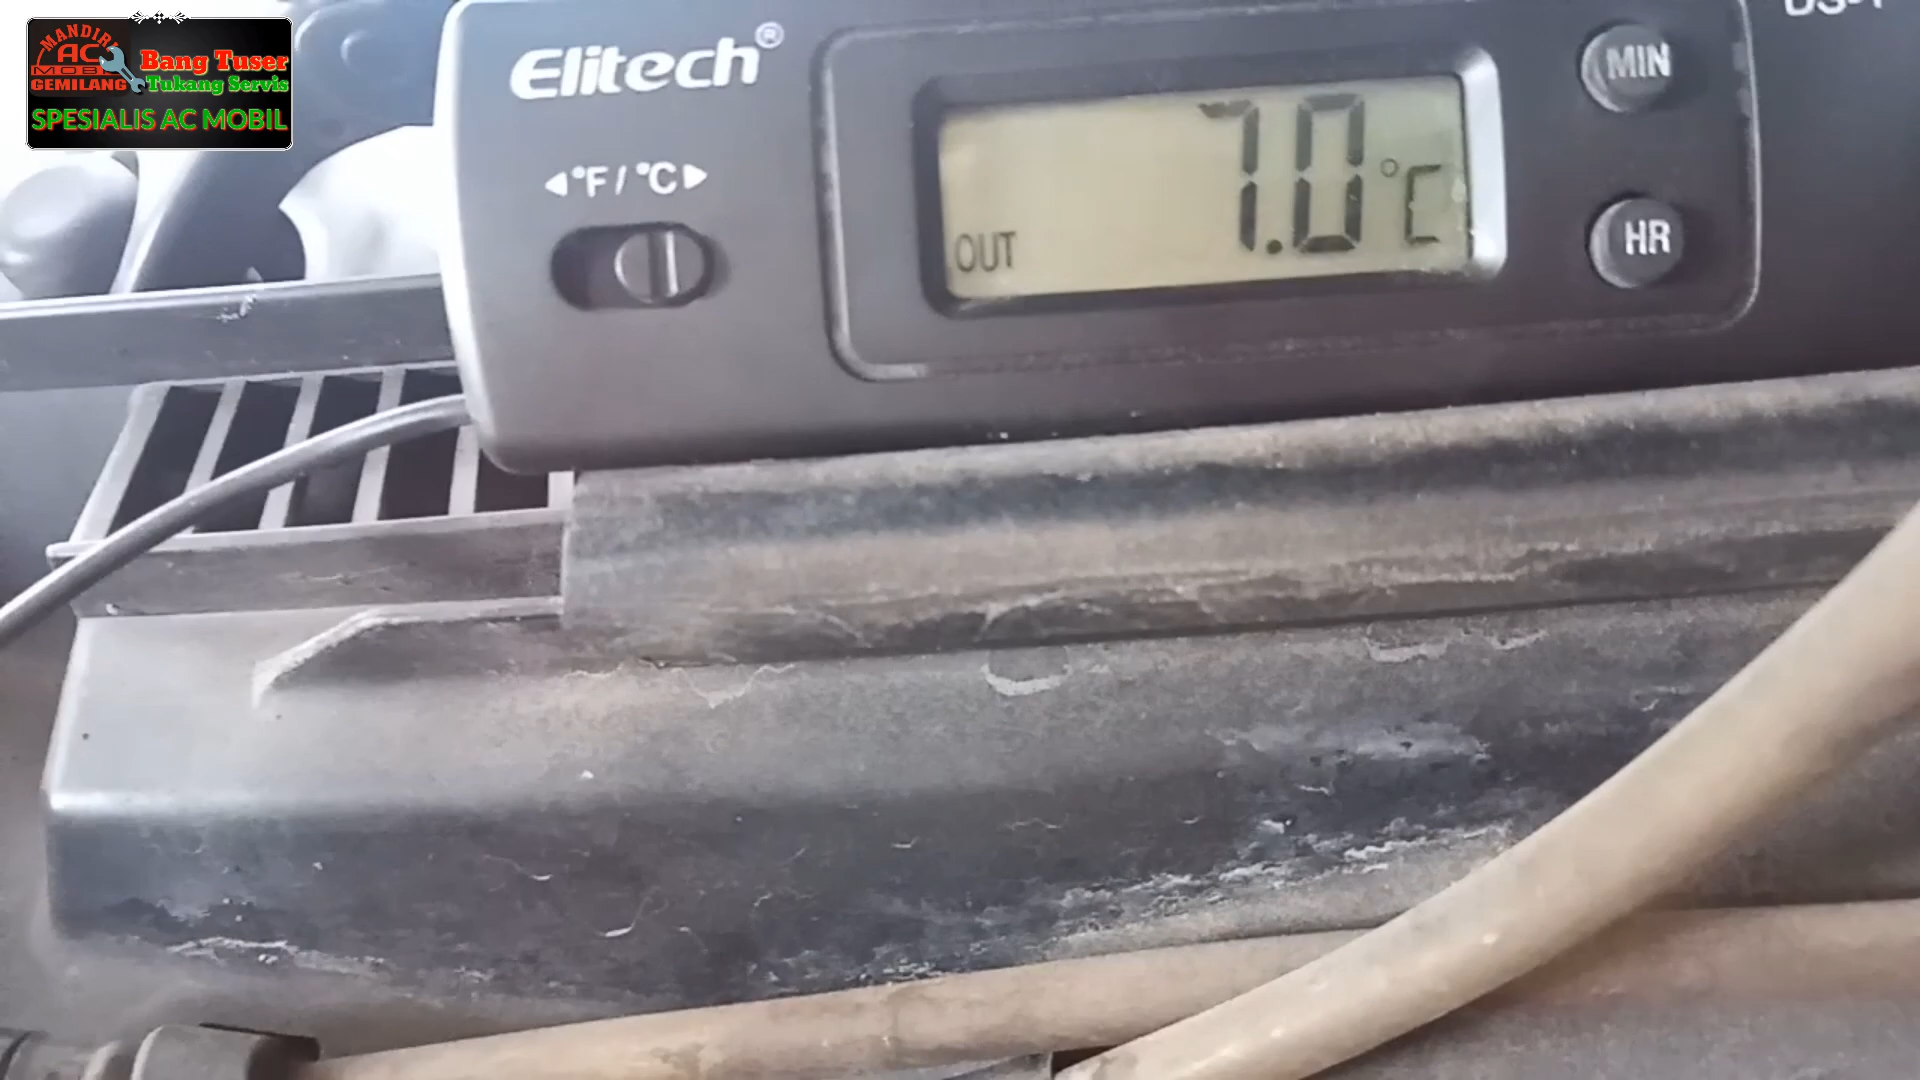 MANDIRI
AC
MOBIL
GEMILANG
Bang Tuser
Tukang Servis
SPESIALIS AC MOBIL
Elitech®
◀°F / °C▶
OUT 7.0 °C
MIN
HR